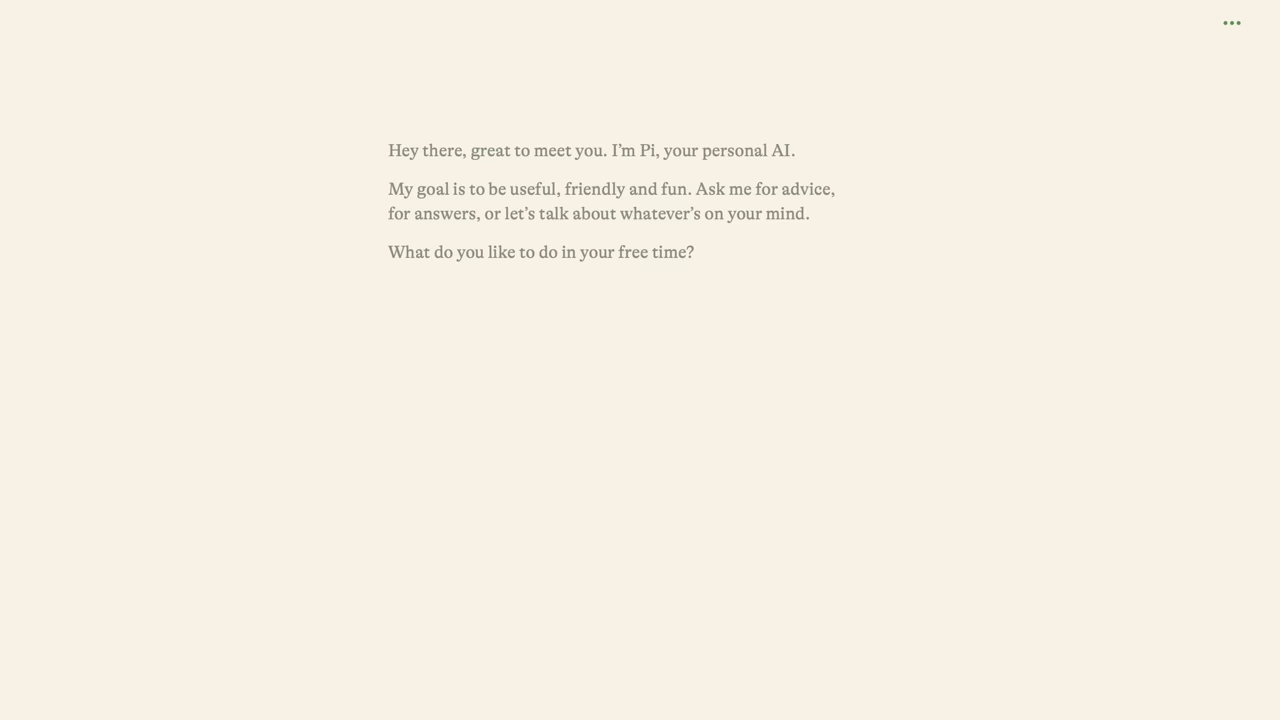 Hey there, great to meet you. I’m Pi, your personal AI.
My goal is to be useful, friendly and fun. Ask me for advice,
for answers, or let’s talk about whatever’s on your mind.
What do you like to do in your free time?